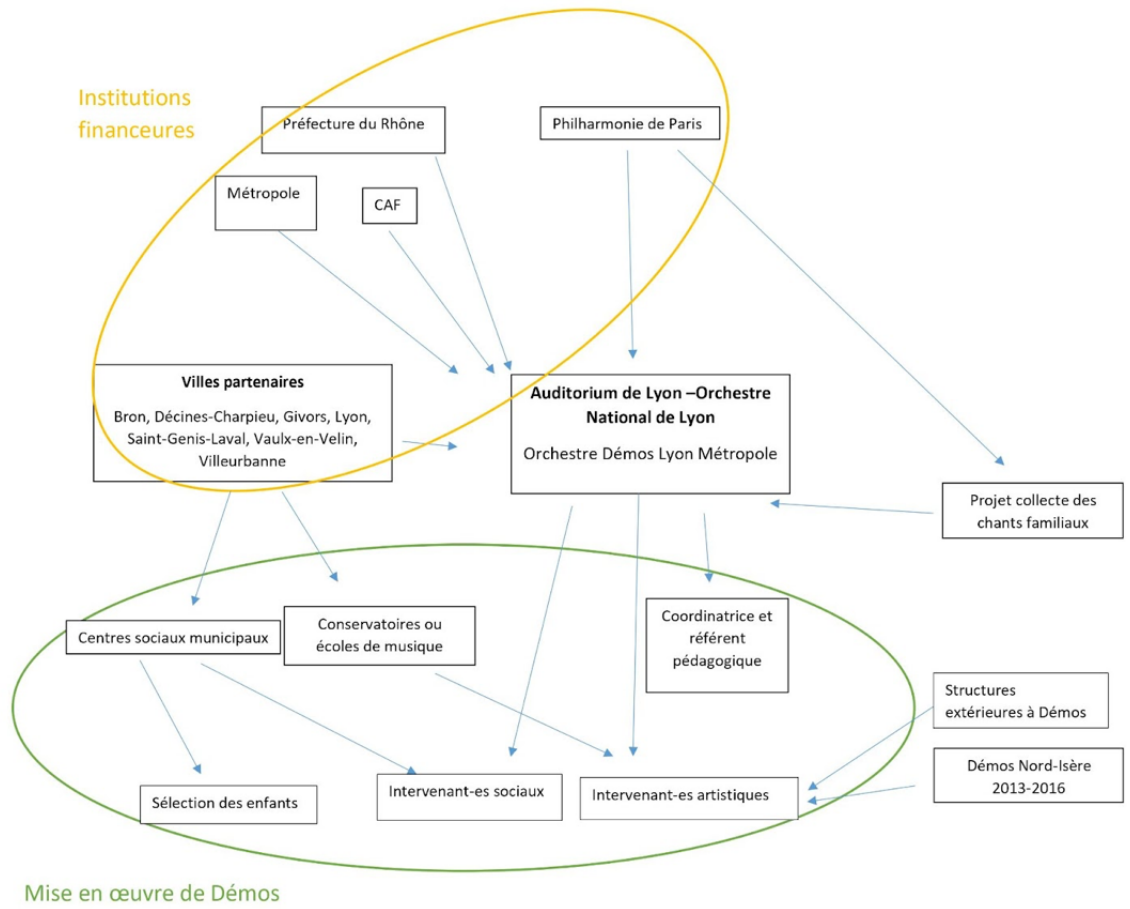 Institutions
financeures
Préfecture du Rhône
Philharmonie de Paris
Métropole
CAF
Villes partenaires
Bron, Décines-Charpieu, Givors, Lyon,
Saint-Genis-Laval, Vaulx-en-Velin,
Villeurbanne
Auditorium de Lyon –Orchestre
National de Lyon
Orchestre Démos Lyon Métropole
Projet collecte des
chants familiaux
Centres sociaux municipaux
Conservatoires ou
écoles de musique
Coordinatrice et
référent
pédagogique
Structures
extérieures à Démos
Démos Nord-Isère
2013-2016
Sélection des enfants
Intervenant-es sociaux
Intervenant-es artistiques
Mise en œuvre de Démos